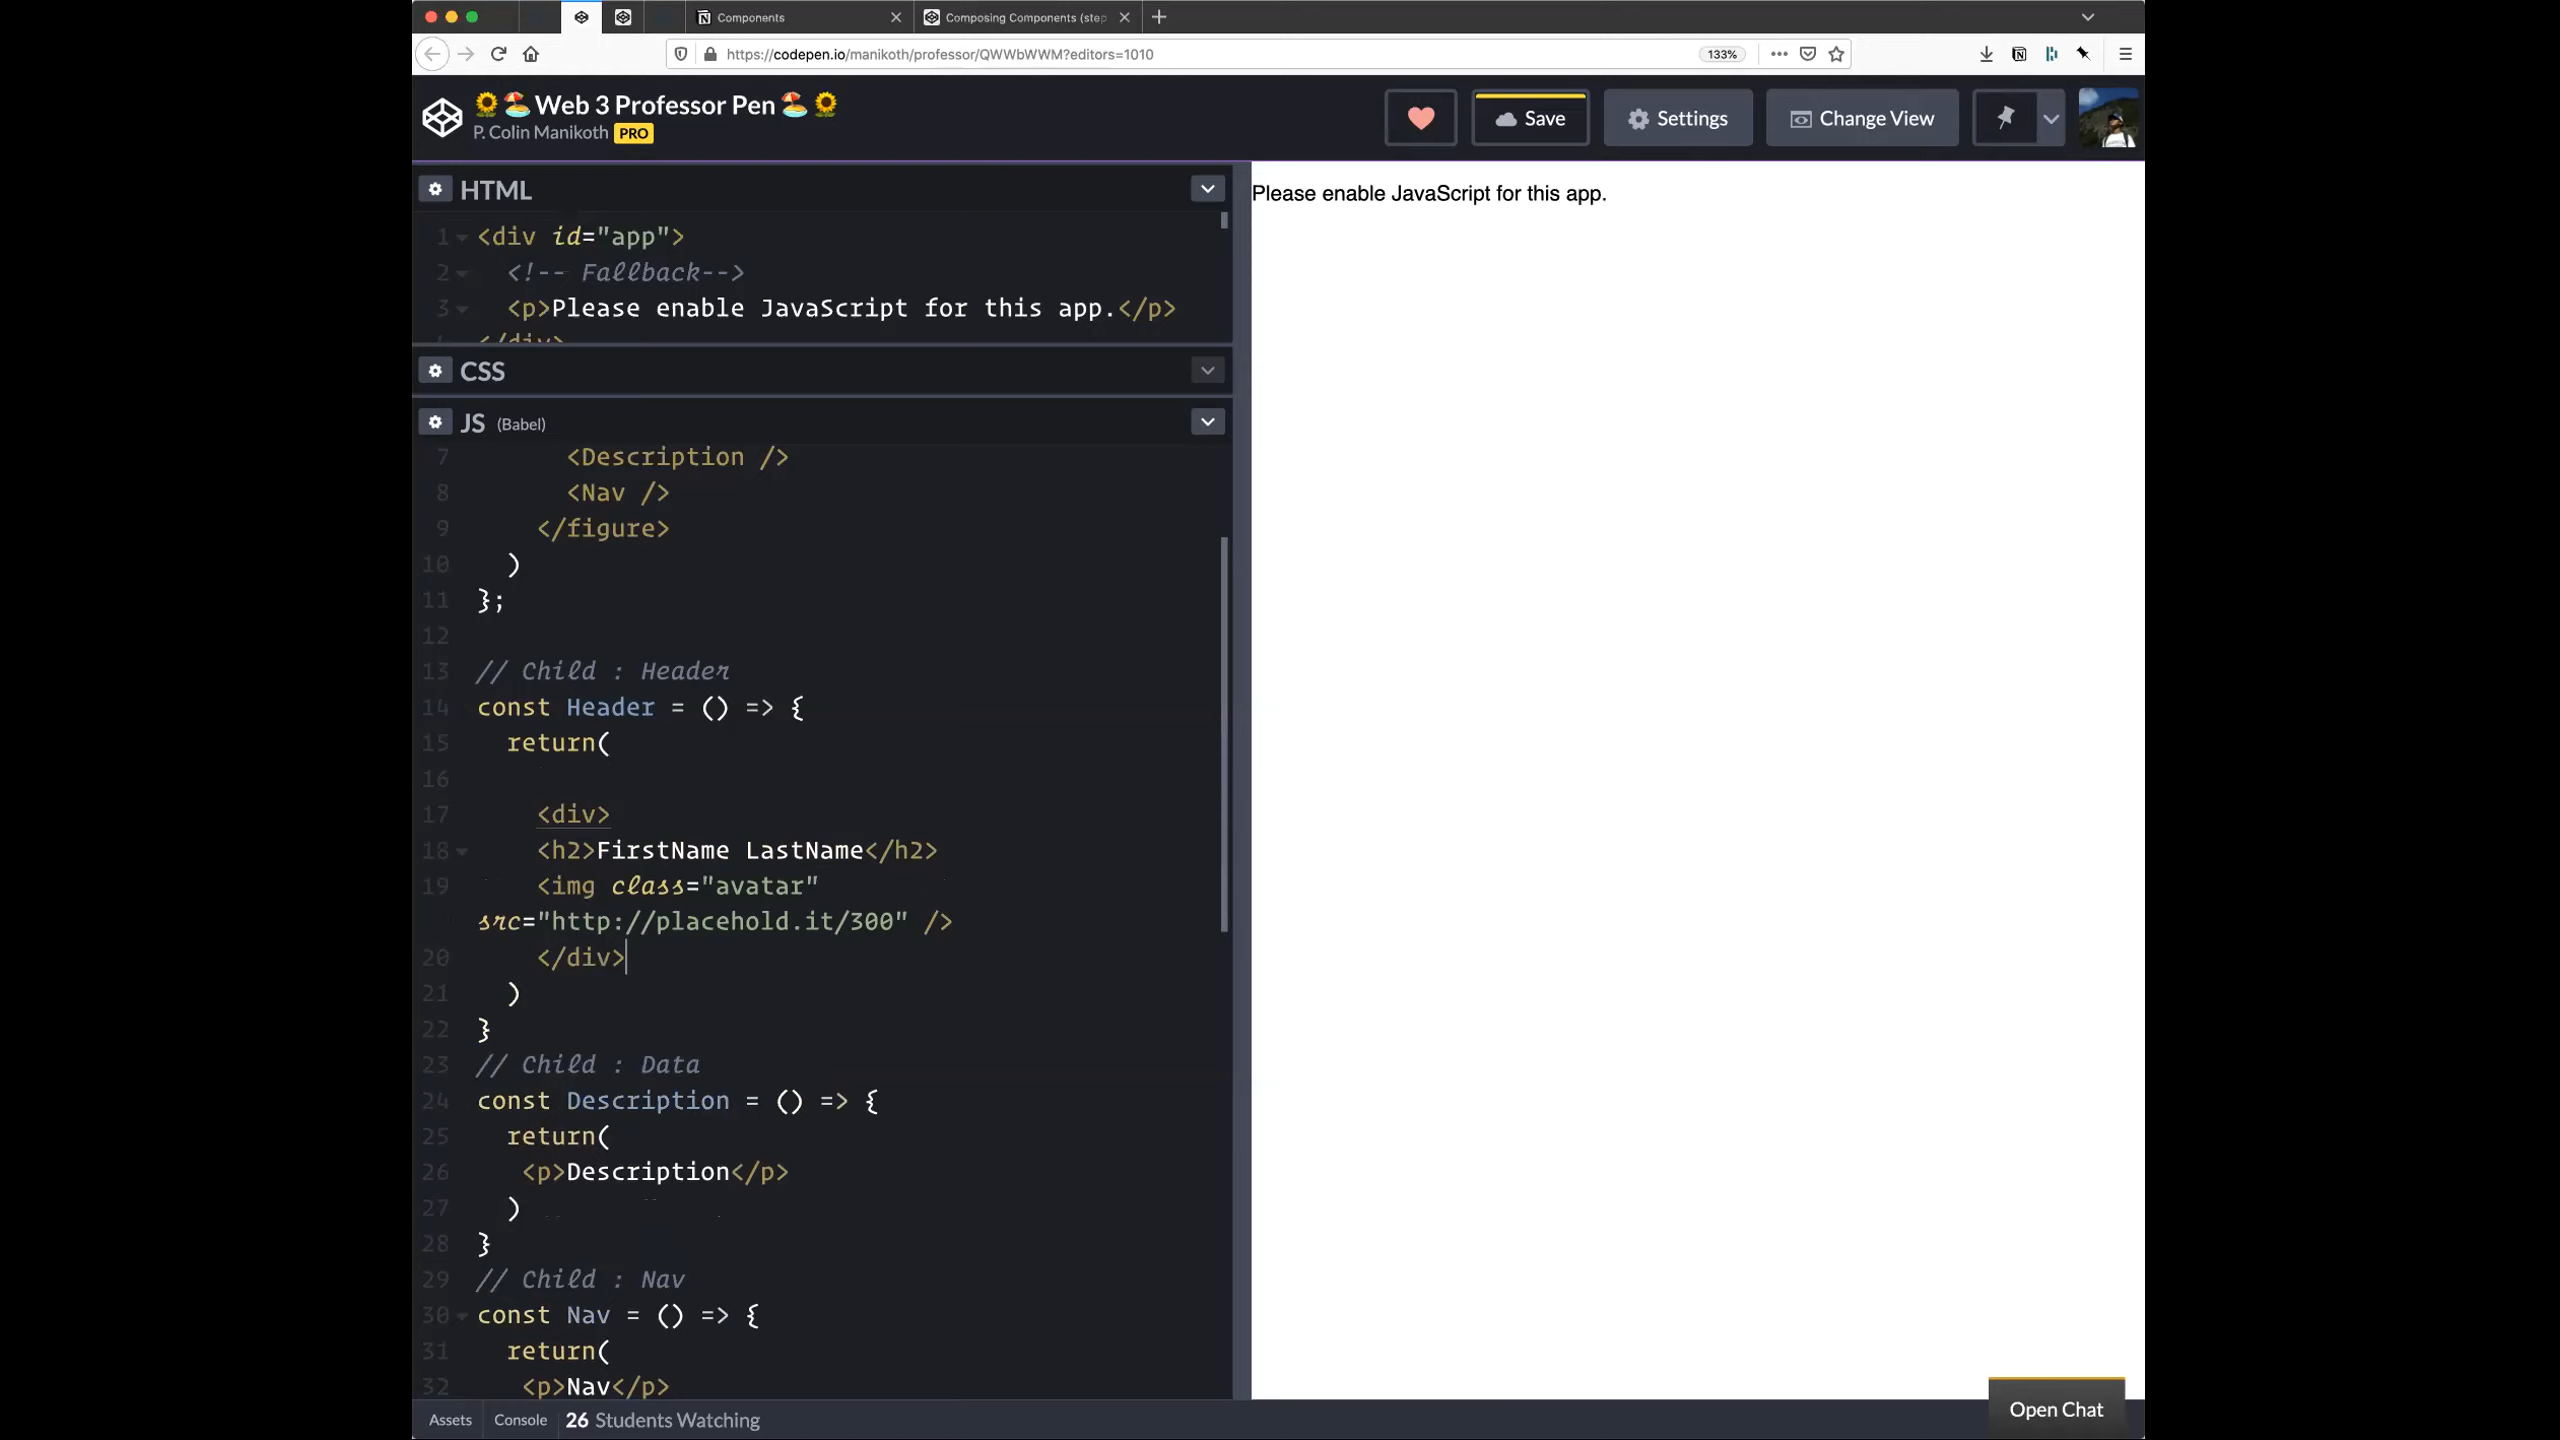 Components
Composing Components (step
https://codepen.io/manikoth/professor/QWWbWWM?editors=1010
133%
🌻🏖️Web 3 Professor Pen🏖️🌻
P. Colin Manikoth PRO
Save
Settings
Change View
HTML
1 <div id="app">
2 <!-- Fallback-->
3 <p>Please enable JavaScript for this app.</p>
</div>
CSS
JS (Babel)
7 <Description />
8 <Nav />
9 </figure>
10 )
11 };
12
13 // Child : Header
14 const Header = () => {
15 return(
16
17 <div>
18 <h2>FirstName LastName</h2>
19 <img class="avatar"
src="http://placehold.it/300" />
20 </div>
21 )
22 }
23 // Child : Data
24 const Description = () => {
25 return(
26 <p>Description</p>
27 )
28 }
29 // Child : Nav
30 const Nav = () => {
31 return(
32 <p>Nav</p>
Please enable JavaScript for this app.
Assets
Console
26 Students Watching
Open Chat